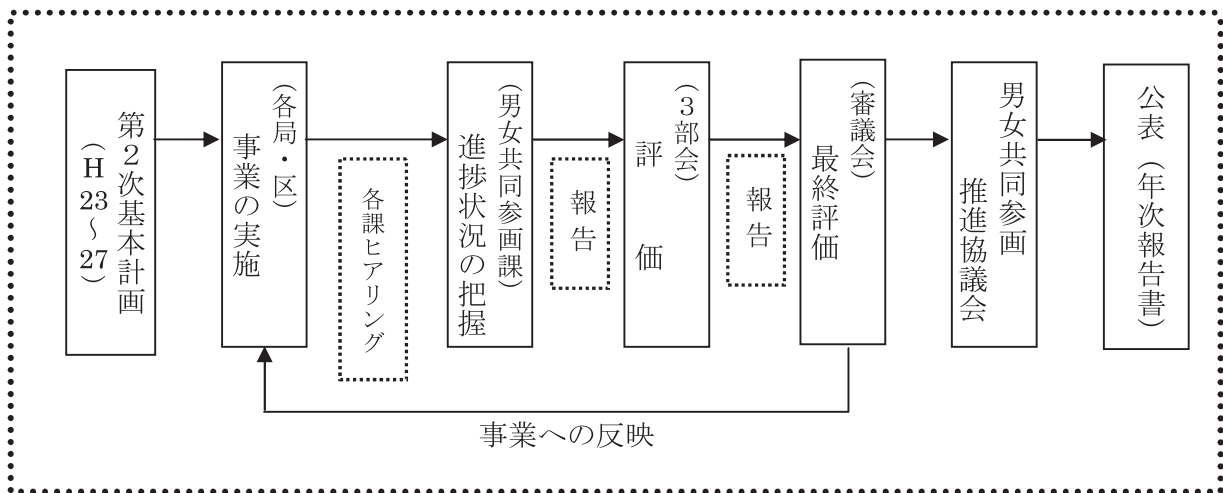 第２次基本計画
（Ｈ23～27）
（各局・区）
事業の実施
各課ヒアリング
（男女共同参画課）
進捗状況の把握
報告
（３部会）
評価
報告
（審議会）
最終評価
男女共同参画
推進協議会
公表（年次報告書）
事業への反映